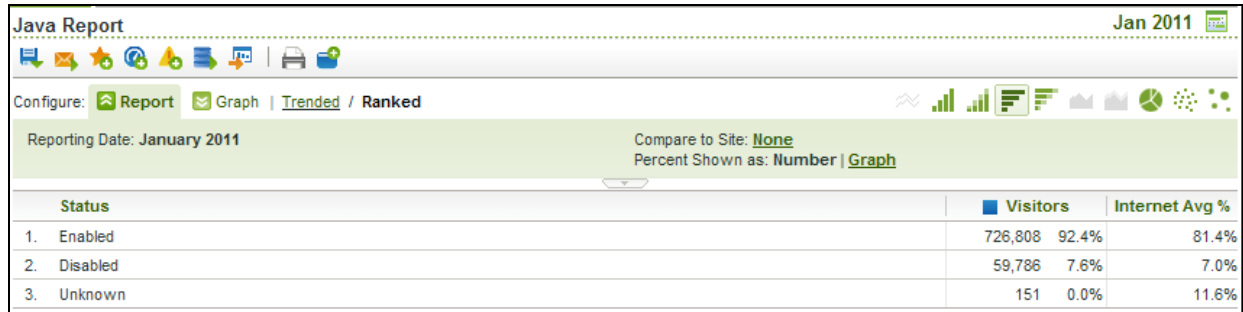 Java Report Jan 2011
Configure: Report Graph | Trended / Ranked
Reporting Date: January 2011 Compare to Site: None
Percent Shown as: Number | Graph
Status Visitors Internet Avg %
1. Enabled 726,808 92.4% 81.4%
2. Disabled 59,786 7.6% 7.0%
3. Unknown 151 0.0% 11.6%